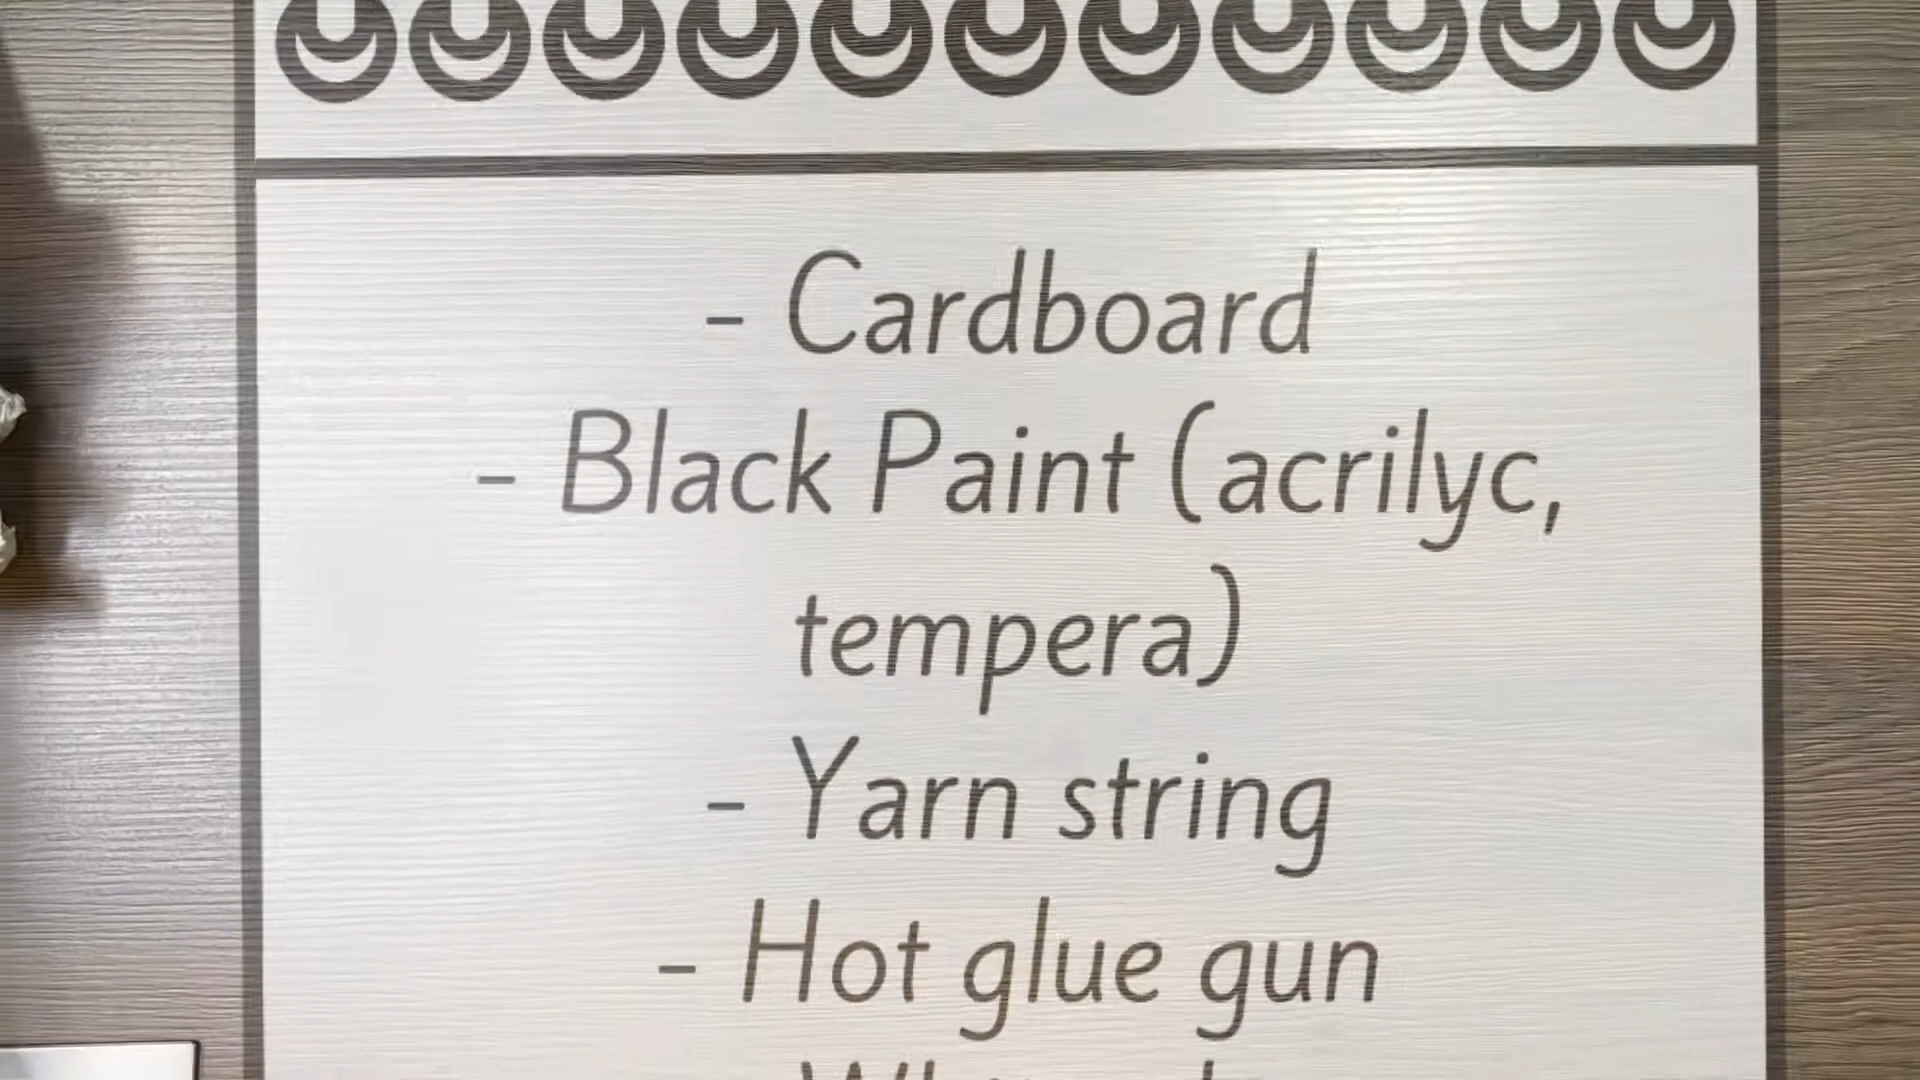 - Cardboard
- Black Paint (acrilyc,
tempera)
- Yarn string
- Hot glue gun